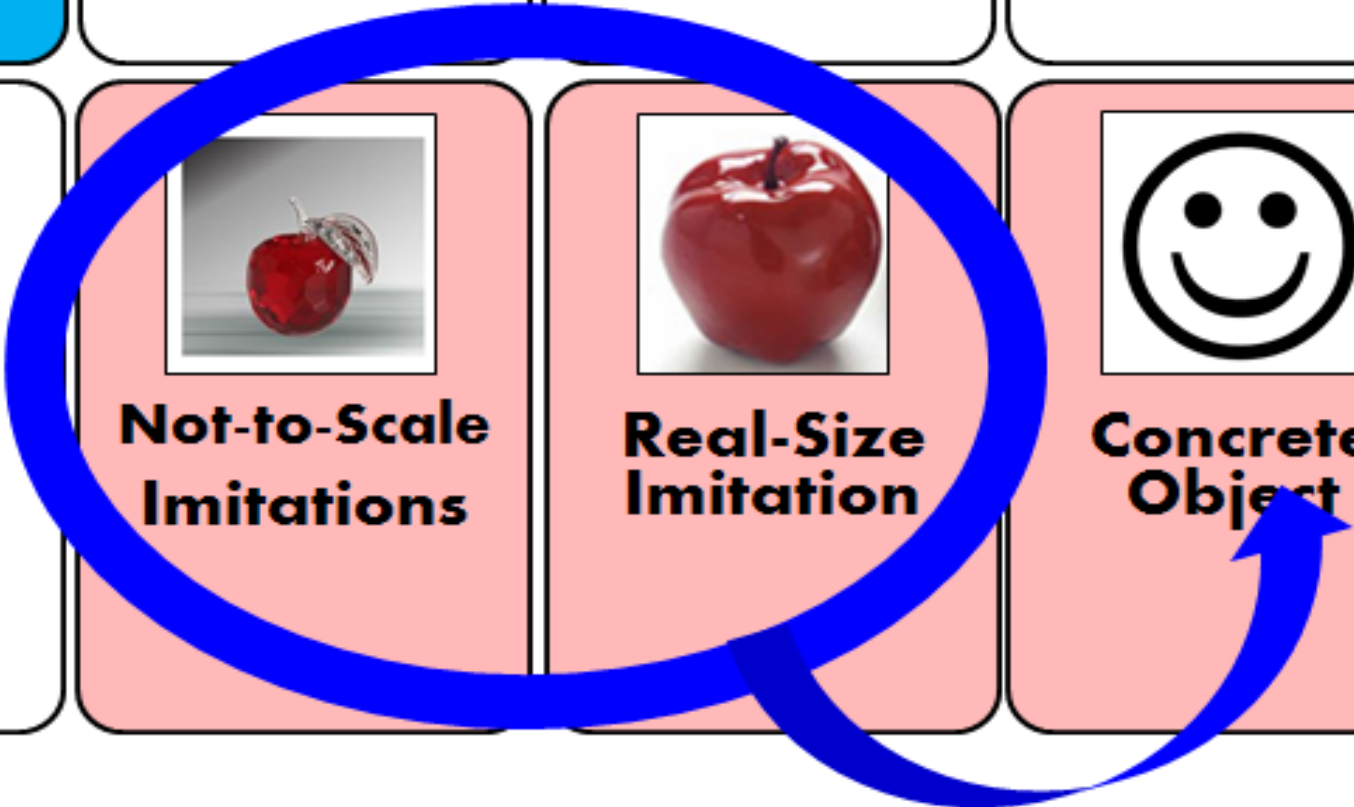 Not-to-Scale
Imitations
Real-Size
Imitation
Concrete
Object